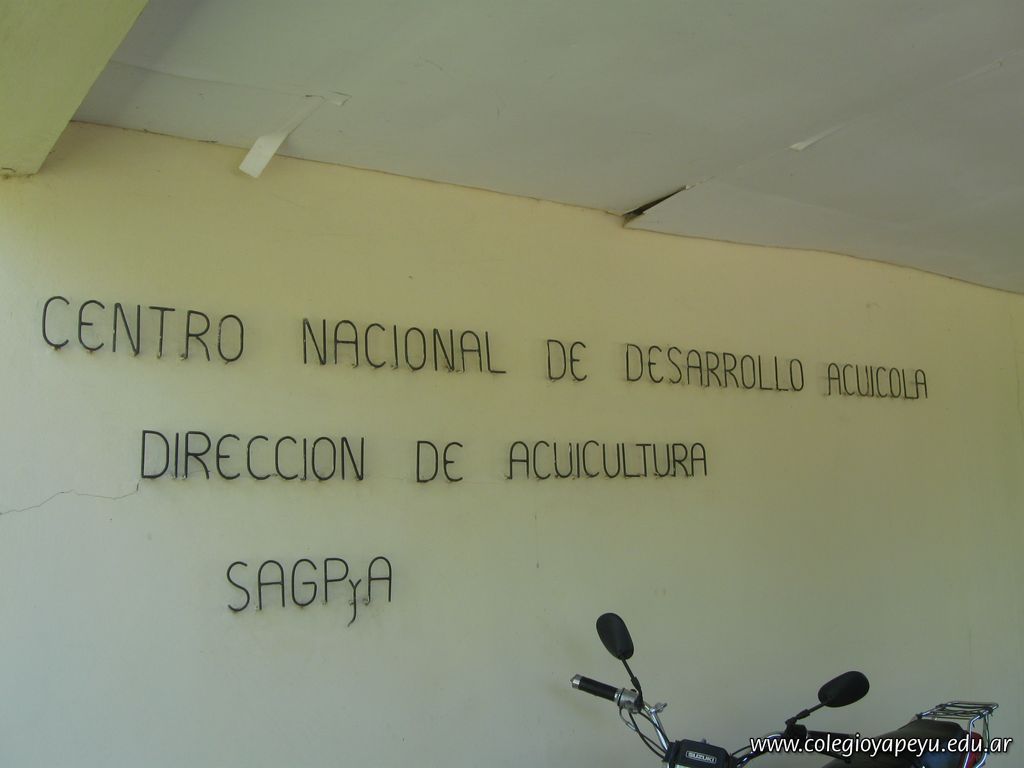 CENTRO NACIONAL DE DESARROLLO ACUICOLA
DIRECCION DE ACUICULTURA
SAGPyA
SUZUKI
www.colegioyapeyu.edu.ar